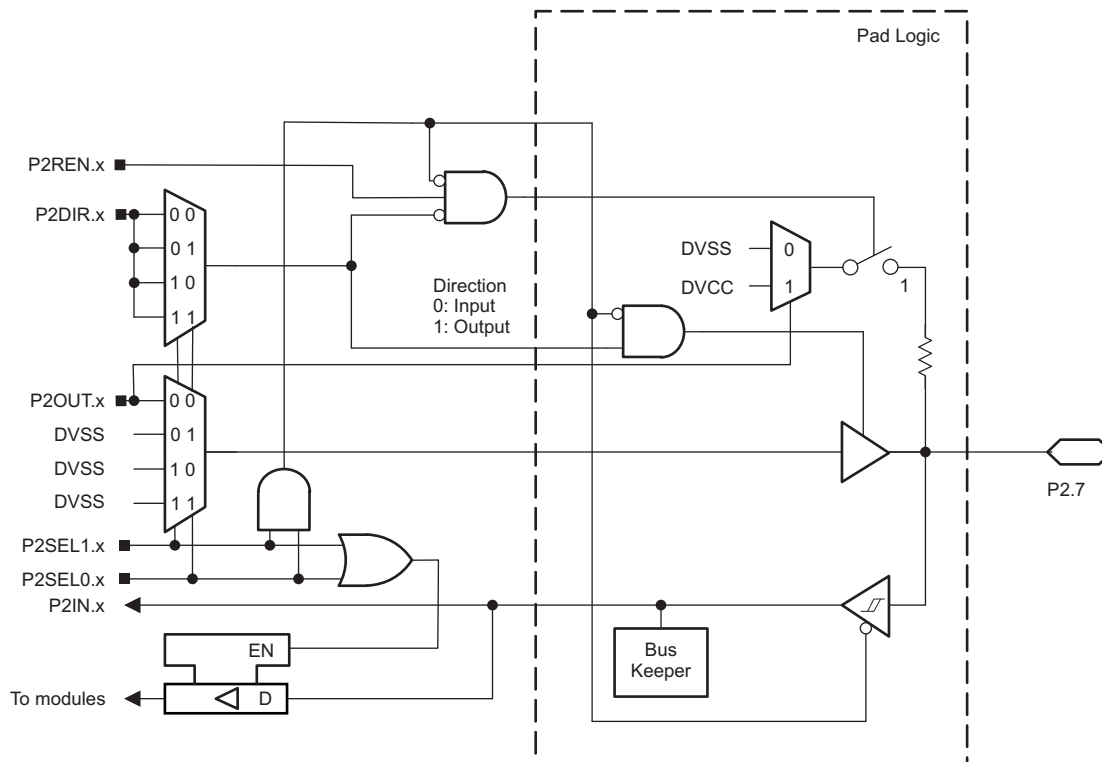 Pad Logic
P2REN.x
P2DIR.x
0 0
0 1
1 0
1 1
Direction
0: Input
1: Output
DVSS
0
DVCC
1
1
P2OUT.x
0 0
DVSS
0 1
DVSS
1 0
DVSS
1 1
P2.7
P2SEL1.x
P2SEL0.x
P2IN.x
Bus
Keeper
EN
To modules
D